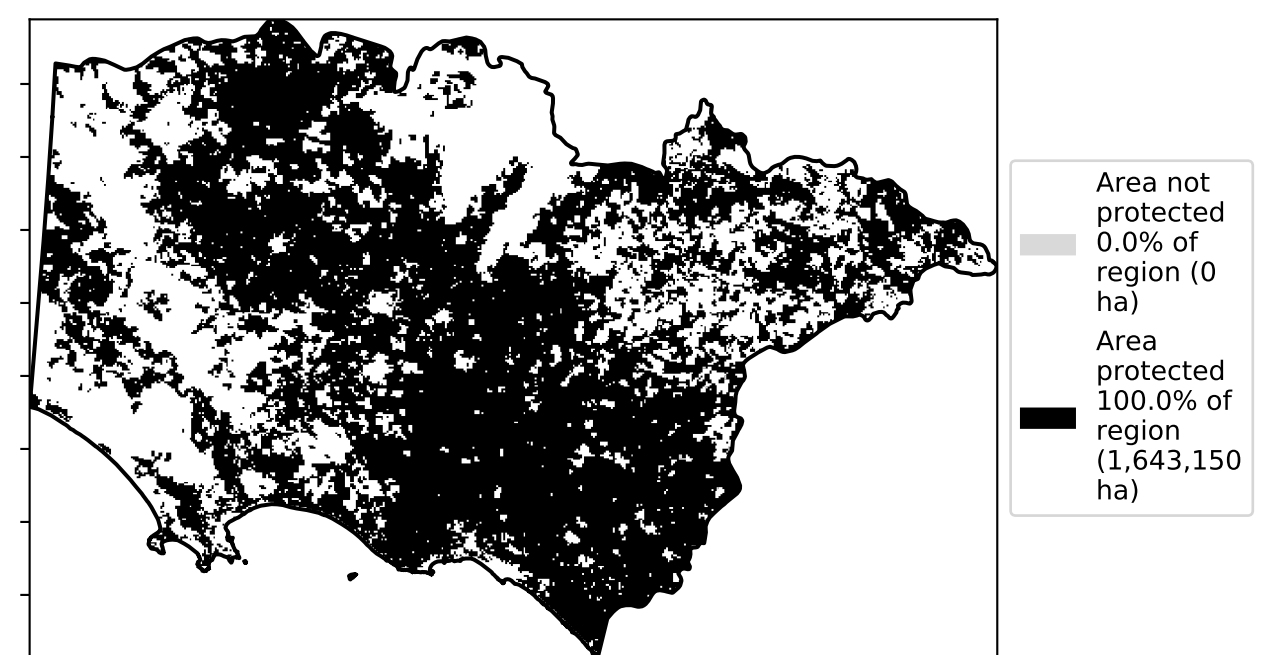 Area not
protected
0.0% of
region (0
ha)
Area
protected
100.0% of
region
(1,643,150
ha)